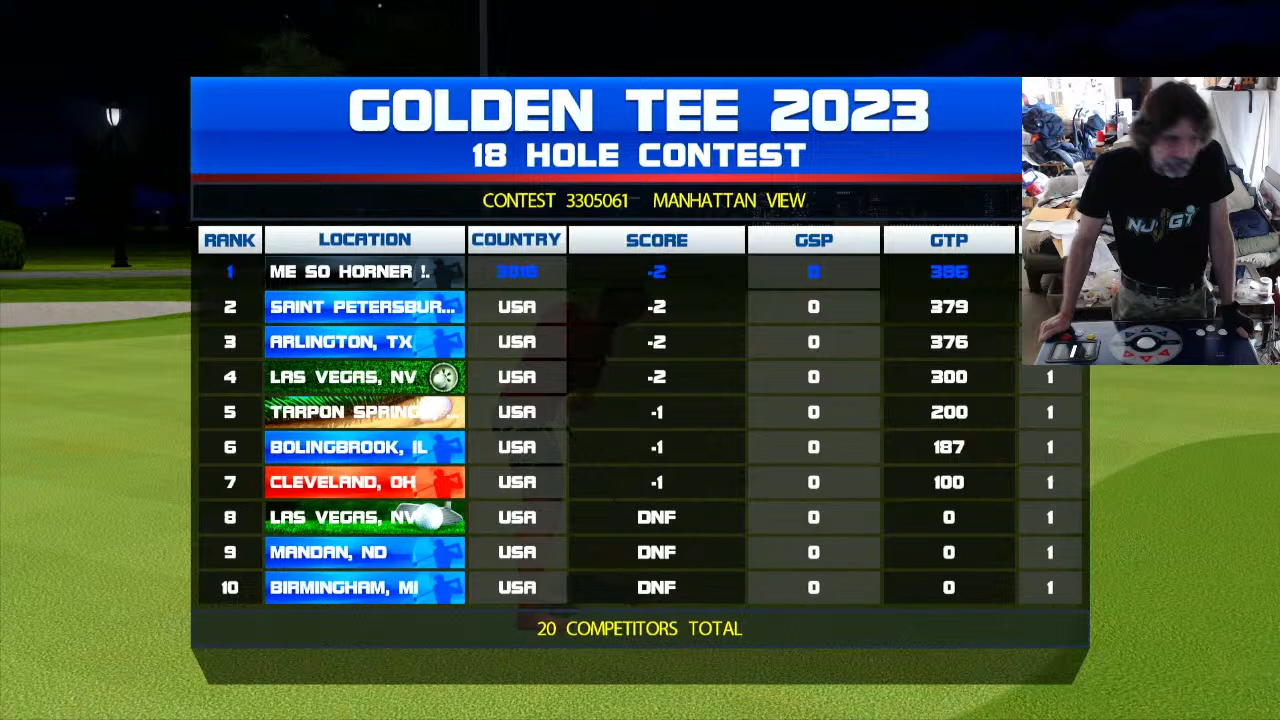 GOLDEN TEE 2023
18 HOLE CONTEST
CONTEST 3305061 MANHATTAN VIEW
RANK LOCATION COUNTRY SCORE GSP GTP
1 ME SO HORNER !. 3016 -2 0 386
2 SAINT PETERSBUR... USA -2 0 379
3 ARLINGTON, TX USA -2 0 376
4 LAS VEGAS, NV USA -2 0 300 1
5 TARPON SPRING... USA -1 0 200 1
6 BOLINGBROOK, IL USA -1 0 187 1
7 CLEVELAND, OH USA -1 0 100 1
8 LAS VEGAS, NV USA DNF 0 0 1
9 MANDAN, ND USA DNF 0 0 1
10 BIRMINGHAM, MI USA DNF 0 0 1
20 COMPETITORS TOTAL